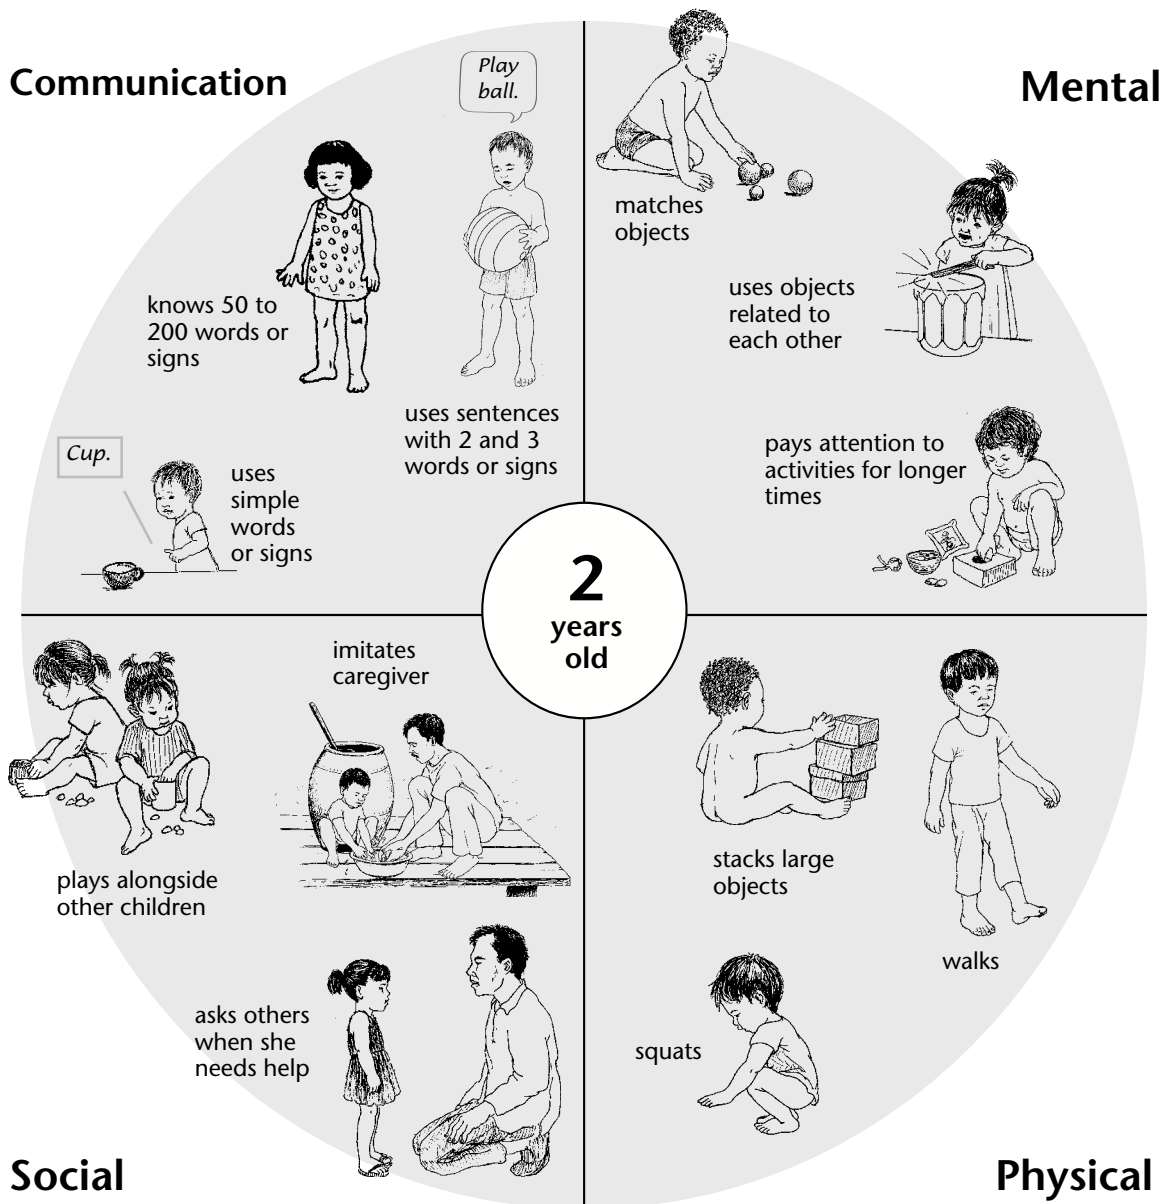 Communication
Play
ball.
knows 50 to
200 words or
signs
uses sentences
with 2 and 3
words or signs
Cup.
uses
simple
words
or signs
Mental
matches
objects
uses objects
related to
each other
pays attention to
activities for longer
times
2
years
old
imitates
caregiver
plays alongside
other children
asks others
when she
needs help
Social
stacks large
objects
walks
squats
Physical